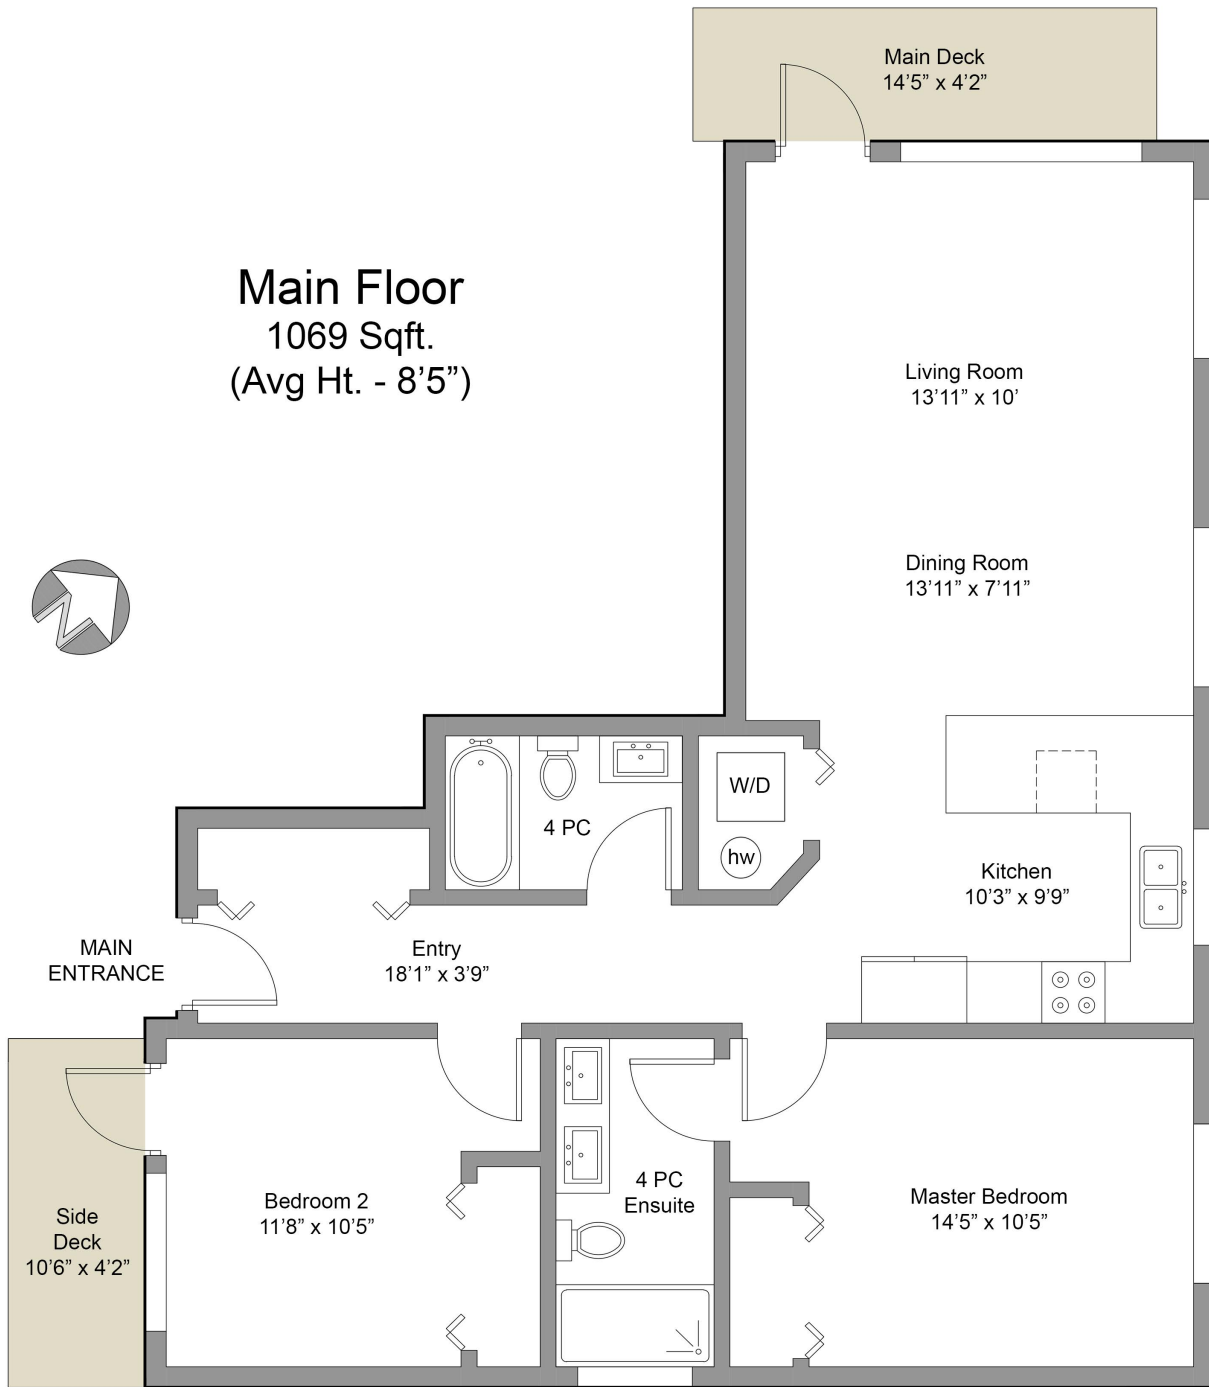 Main Deck
14’5” x 4’2”
Main Floor
1069 Sqft.
(Avg Ht. - 8’5”)
Living Room
13’11” x 10’
Dining Room
13’11” x 7’11”
N
W/D
4 PC
hw
Kitchen
10’3” x 9’9”
MAIN
ENTRANCE
Entry
18’1” x 3’9”
4 PC
Ensuite
Bedroom 2
11’8” x 10’5”
Master Bedroom
14’5” x 10’5”
Side
Deck
10’6” x 4’2”